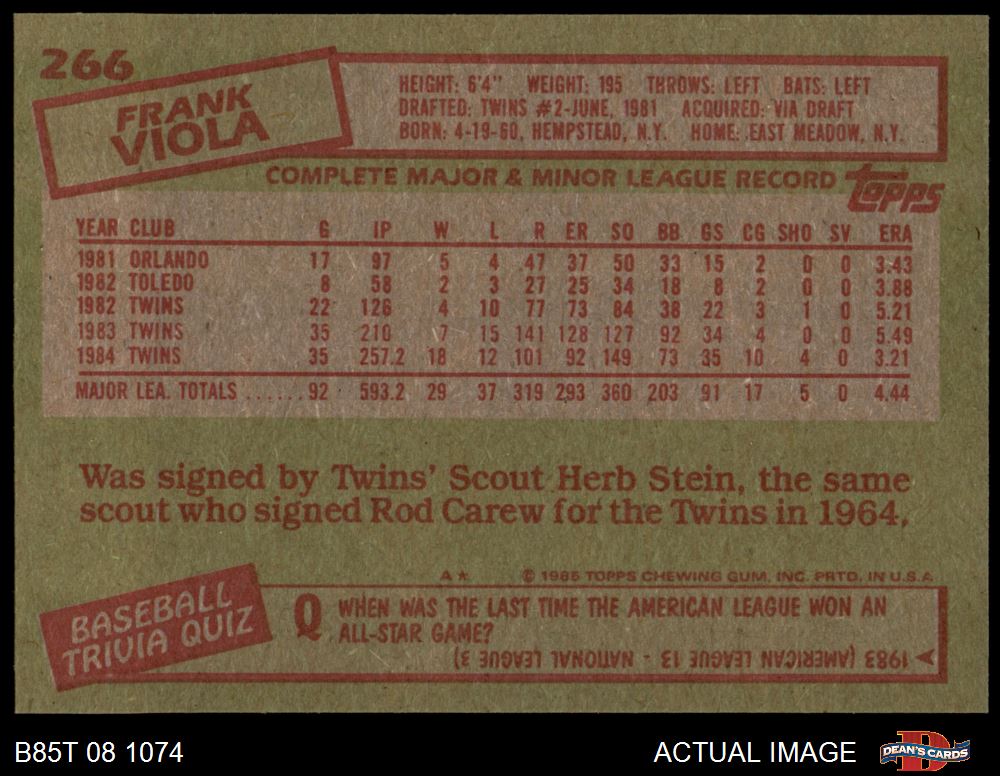 266
FRANK
VIOLA
HEIGHT: 6'4" WEIGHT: 195 THROWS: LEFT BATS: LEFT
DRAFTED: TWINS #2-JUNE, 1981 ACQUIRED: VIA DRAFT
BORN: 4-19-60, HEMPSTEAD, N.Y. HOME: EAST MEADOW, N.Y.
COMPLETE MAJOR & MINOR LEAGUE RECORD
Topps
YEAR CLUB G IP W L R ER SO BB GS CG SHO SV ERA
1981 ORLANDO 17 97 5 4 47 37 50 33 15 2 0 0 3.43
1982 TOLEDO 8 58 2 3 27 25 34 18 8 2 0 0 3.88
1982 TWINS 22 126 4 10 77 73 84 38 22 3 1 0 5.21
1983 TWINS 35 210 7 15 141 128 127 92 34 4 0 0 5.49
1984 TWINS 35 257.2 18 12 101 92 149 73 35 10 4 0 3.21
MAJOR LEA. TOTALS ......92 593.2 29 37 319 293 360 203 91 17 5 0 4.44
Was signed by Twins' Scout Herb Stein, the same
scout who signed Rod Carew for the Twins in 1964.
A* © 1985 TOPPS CHEWING GUM, INC. PRTD. IN U.S.A.
BASEBALL
TRIVIA QUIZ
Q WHEN WAS THE LAST TIME THE AMERICAN LEAGUE WON AN
ALL-STAR GAME?
1983 (AMERICAN LEAGUE 13 - NATIONAL LEAGUE 3)
B85T 08 1074
ACTUAL IMAGE
D
DEAN'S CARDS